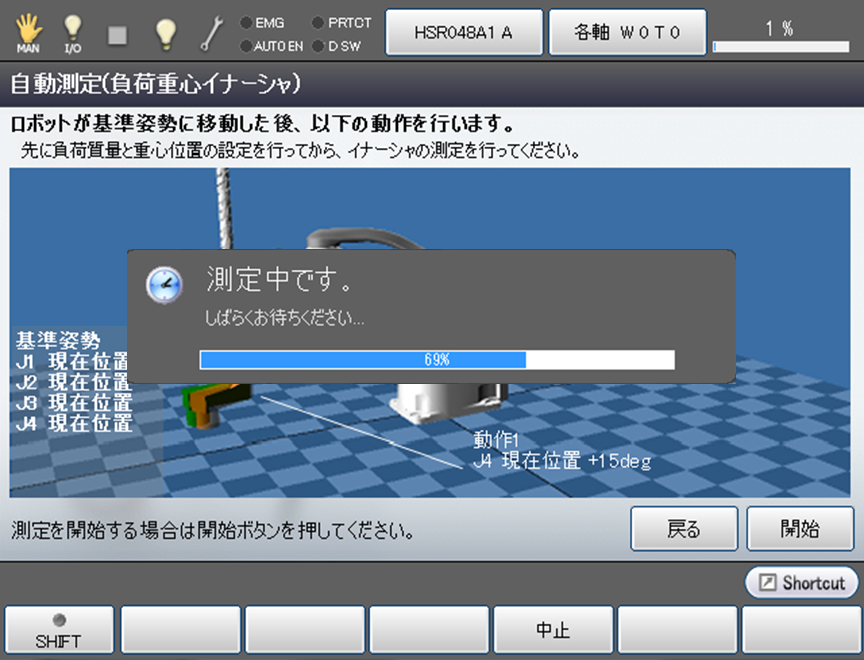 MAN
I/O
EMG
PRTCT
AUTO EN
D SW
HSR048A1 A
各軸 W0T0
1 %
自動測定(負荷重心イナーシャ)
ロボットが基準姿勢に移動した後、以下の動作を行います。
先に負荷質量と重心位置の設定を行ってから、イナーシャの測定を行ってください。
測定中です。
しばらくお待ちください...
69%
基準姿勢
J1 現在位置
J2 現在位置
J3 現在位置
J4 現在位置
動作1
J4 現在位置 +15deg
測定を開始する場合は開始ボタンを押してください。
戻る
開始
Shortcut
SHIFT
中止